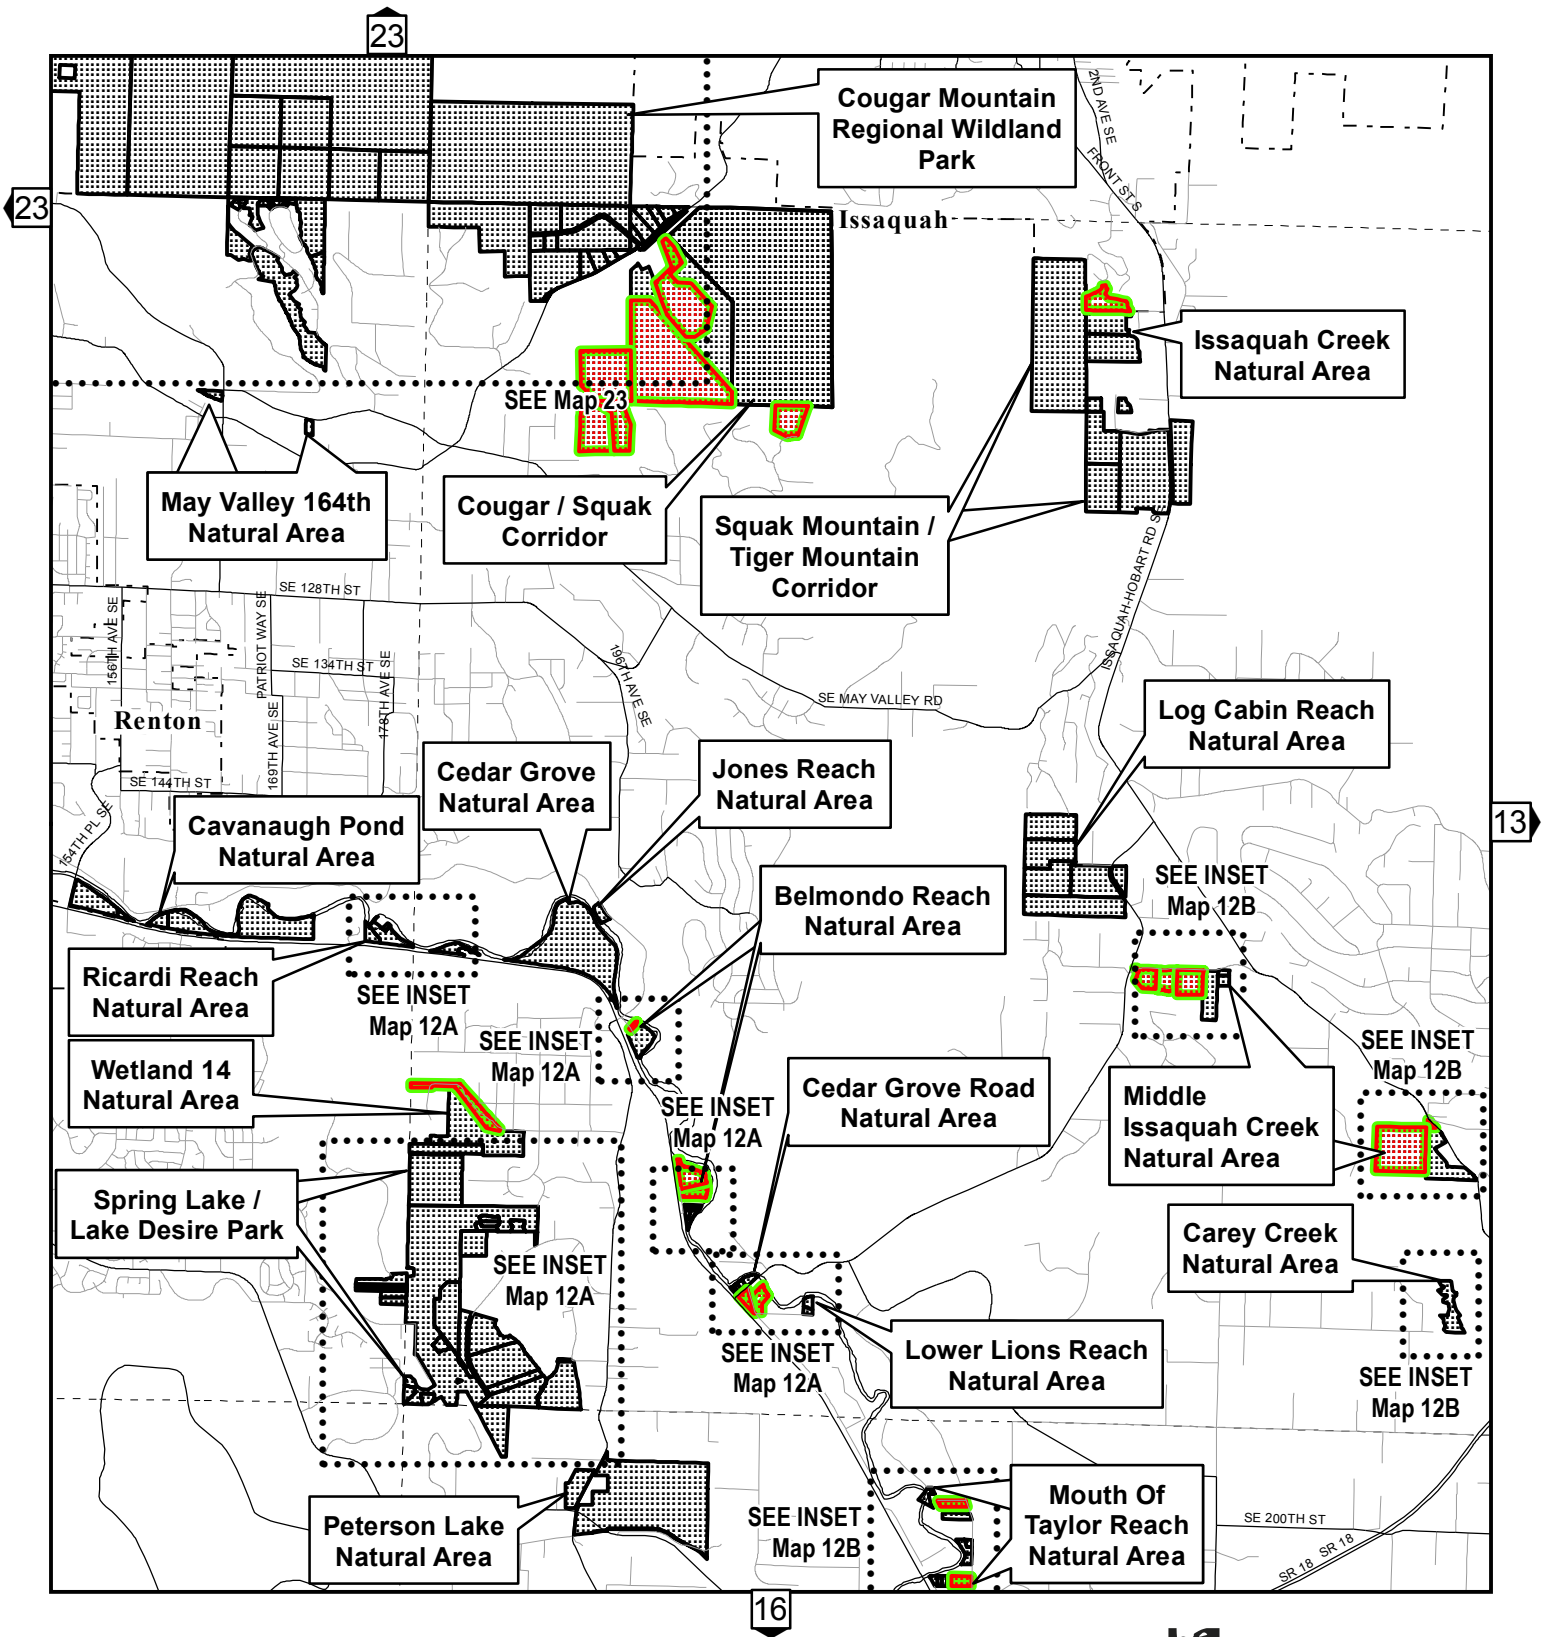 23
23
Cougar Mountain
Regional Wildland
Park
2ND AVE SE
FRONT ST S
Issaquah
Issaquah Creek
Natural Area
SEE Map 23
May Valley 164th
Natural Area
Cougar / Squak
Corridor
Squak Mountain /
Tiger Mountain
Corridor
ISSAQUAH-HOBART RD SE
SE 128TH ST
156TH AVE SE
PATRIOT WAY SE
SE 134TH ST
178TH AVE SE
196TH AVE SE
SE MAY VALLEY RD
Renton
169TH AVE SE
SE 144TH ST
154TH PL SE
Log Cabin Reach
Natural Area
Cedar Grove
Natural Area
Jones Reach
Natural Area
Cavanaugh Pond
Natural Area
13
SEE INSET
Map 12B
Belmondo Reach
Natural Area
Ricardi Reach
Natural Area
SEE INSET
Map 12A
SEE INSET
Map 12A
SEE INSET
Map 12B
Wetland 14
Natural Area
Cedar Grove Road
Natural Area
SEE INSET
Map 12A
Middle
Issaquah Creek
Natural Area
Spring Lake /
Lake Desire Park
SEE INSET
Map 12A
Carey Creek
Natural Area
Lower Lions Reach
Natural Area
SEE INSET
Map 12A
SEE INSET
Map 12B
Peterson Lake
Natural Area
SEE INSET
Map 12B
Mouth Of
Taylor Reach
Natural Area
SE 200TH ST
SR 18
SR 18
16